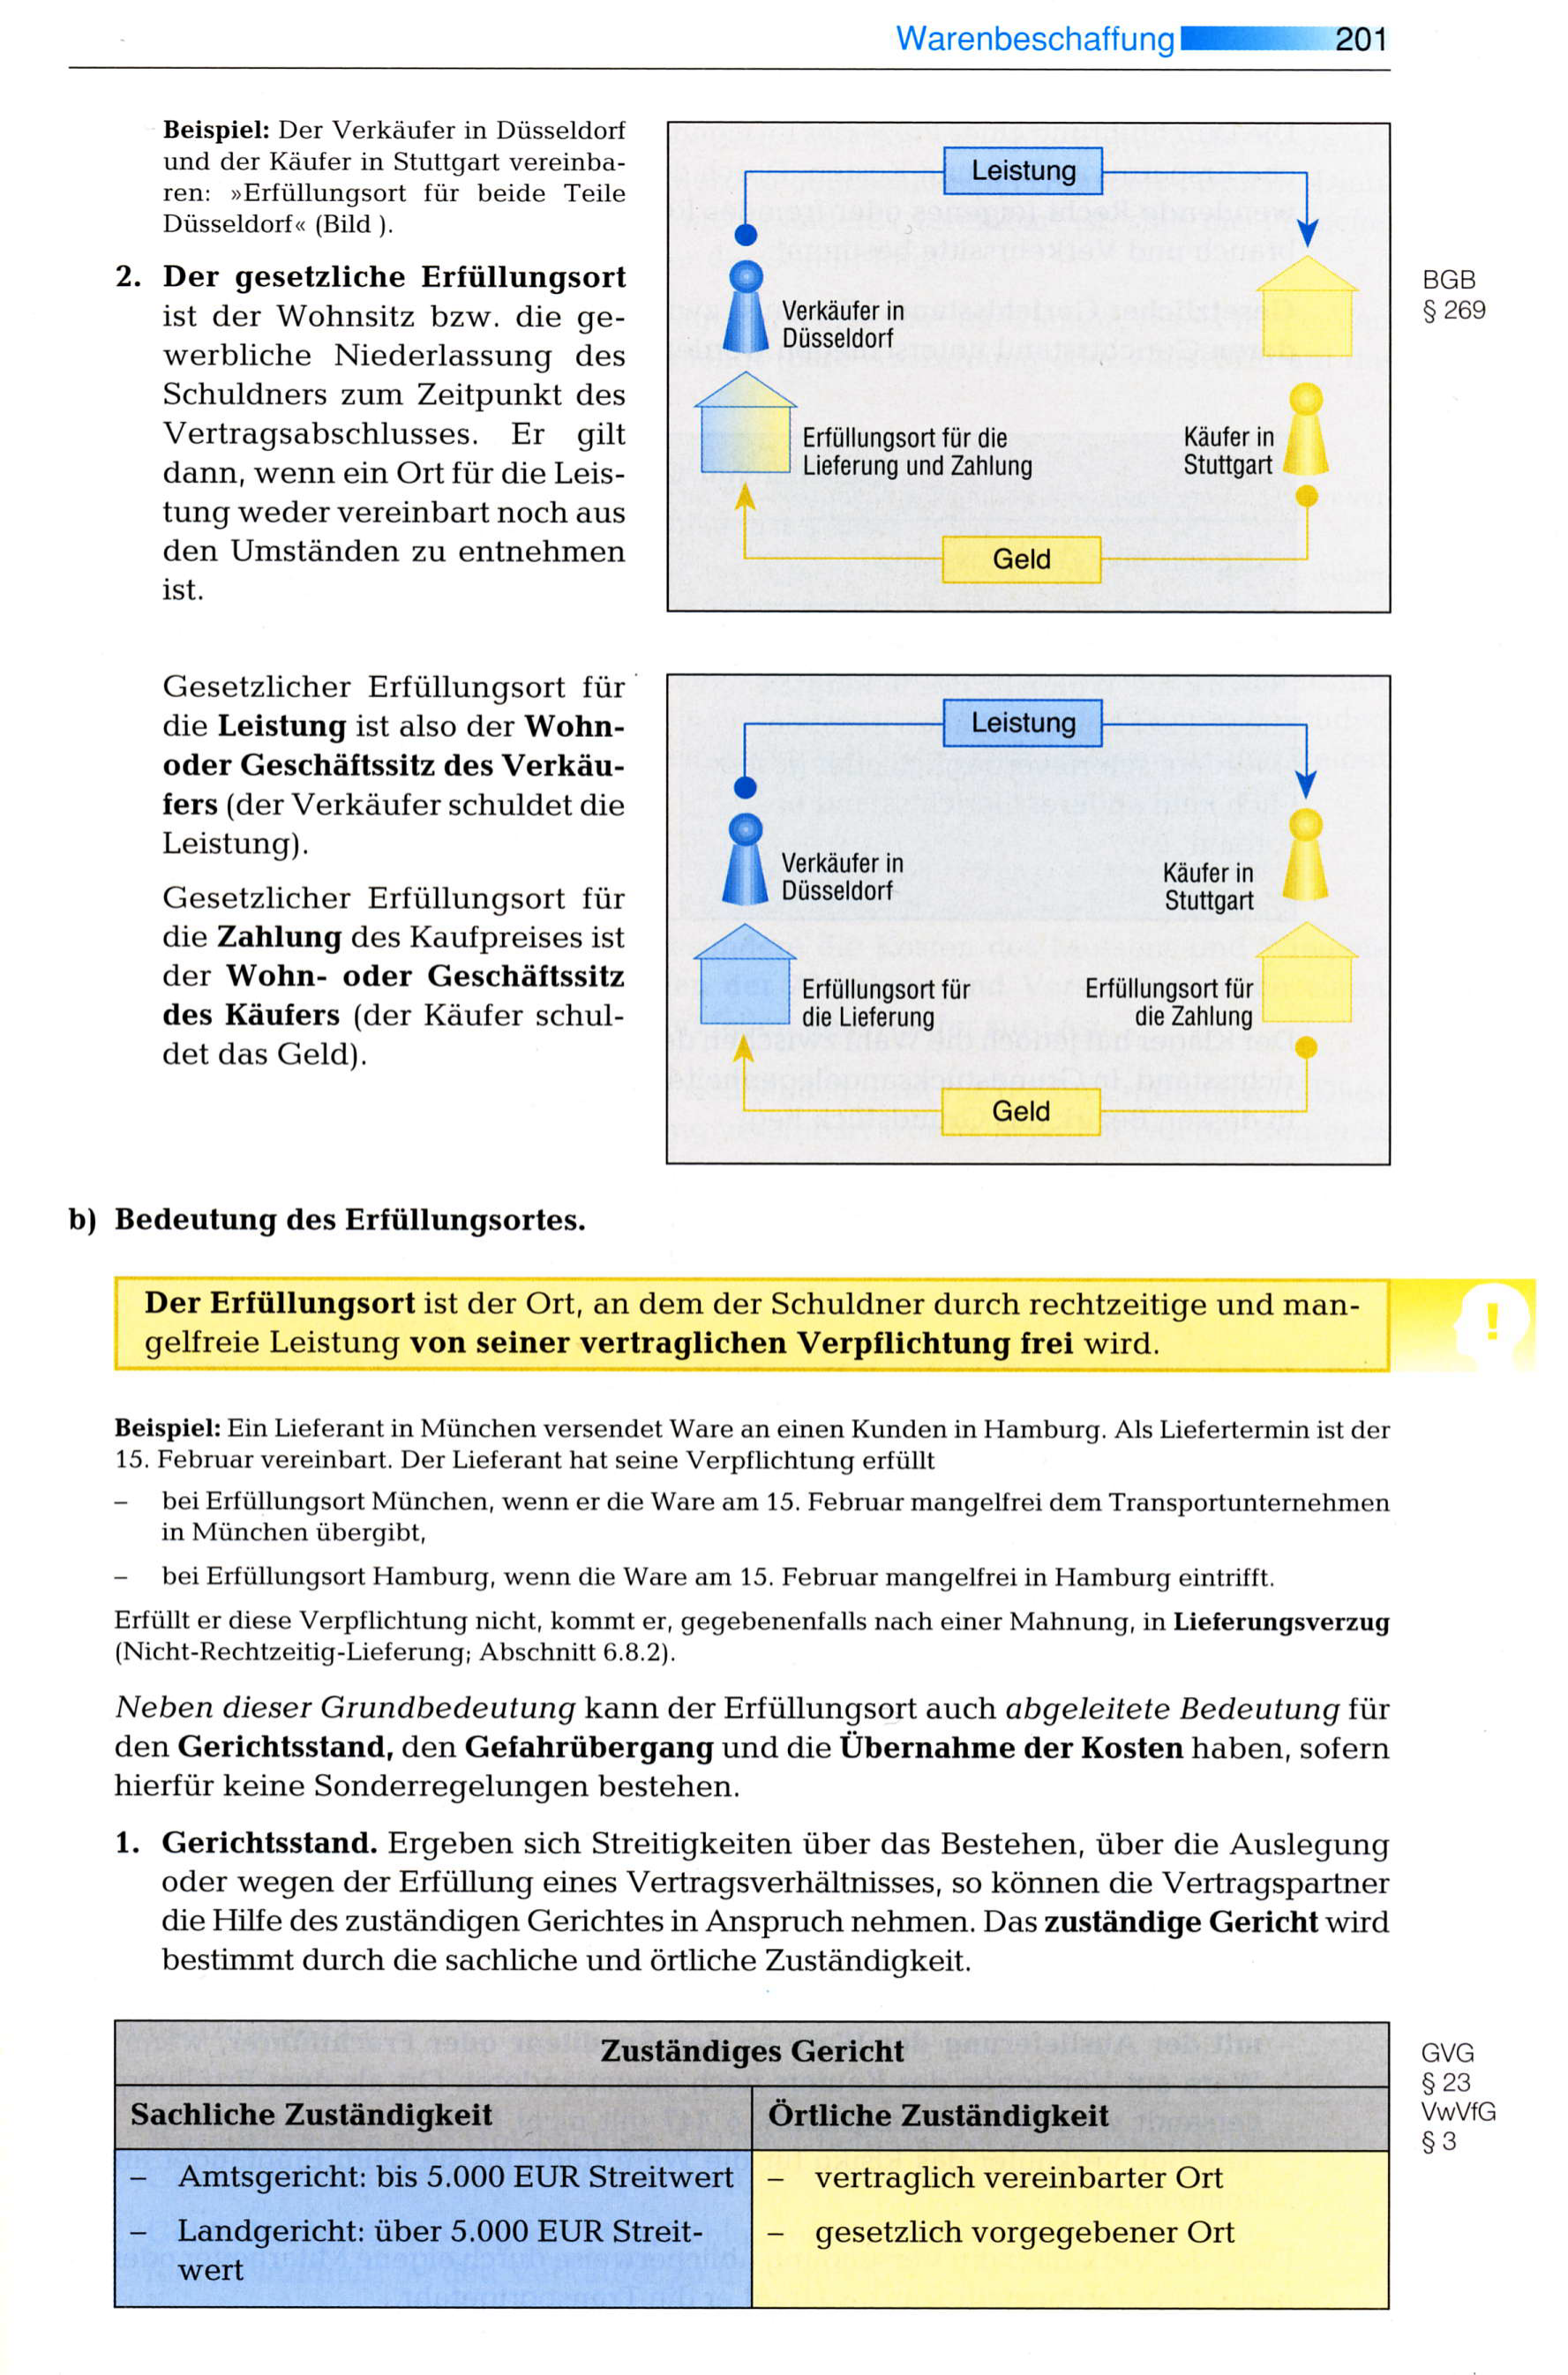 Warenbeschaffung 201
Beispiel: Der Verkäufer in Düsseldorf
und der Käufer in Stuttgart vereinba-
ren: »Erfüllungsort für beide Teile
Düsseldorf« (Bild ).
2. Der gesetzliche Erfüllungsort
ist der Wohnsitz bzw. die ge-
werbliche Niederlassung des
Schuldners zum Zeitpunkt des
Vertragsabschlusses. Er gilt
dann, wenn ein Ort für die Leis-
tung weder vereinbart noch aus
den Umständen zu entnehmen
ist.
Leistung
Verkäufer in
Düsseldorf
Erfüllungsort für die
Lieferung und Zahlung
Käufer in
Stuttgart
Geld
BGB
§ 269
Gesetzlicher Erfüllungsort für
die Leistung ist also der Wohn-
oder Geschäftssitz des Verkäu-
fers (der Verkäufer schuldet die
Leistung).
Gesetzlicher Erfüllungsort für
die Zahlung des Kaufpreises ist
der Wohn- oder Geschäftssitz
des Käufers (der Käufer schul-
det das Geld).
Leistung
Verkäufer in
Düsseldorf
Käufer in
Stuttgart
Erfüllungsort für
die Lieferung
Erfüllungsort für
die Zahlung
Geld
b) Bedeutung des Erfüllungsortes.
Der Erfüllungsort ist der Ort, an dem der Schuldner durch rechtzeitige und man-
gelfreie Leistung von seiner vertraglichen Verpflichtung frei wird.
!
Beispiel: Ein Lieferant in München versendet Ware an einen Kunden in Hamburg. Als Liefertermin ist der
15. Februar vereinbart. Der Lieferant hat seine Verpflichtung erfüllt
– bei Erfüllungsort München, wenn er die Ware am 15. Februar mangelfrei dem Transportunternehmen
in München übergibt,
– bei Erfüllungsort Hamburg, wenn die Ware am 15. Februar mangelfrei in Hamburg eintrifft.
Erfüllt er diese Verpflichtung nicht, kommt er, gegebenenfalls nach einer Mahnung, in Lieferungsverzug
(Nicht-Rechtzeitig-Lieferung; Abschnitt 6.8.2).
Neben dieser Grundbedeutung kann der Erfüllungsort auch abgeleitete Bedeutung für
den Gerichtsstand, den Gefahrübergang und die Übernahme der Kosten haben, sofern
hierfür keine Sonderregelungen bestehen.
1. Gerichtsstand. Ergeben sich Streitigkeiten über das Bestehen, über die Auslegung
oder wegen der Erfüllung eines Vertragsverhältnisses, so können die Vertragspartner
die Hilfe des zuständigen Gerichtes in Anspruch nehmen. Das zuständige Gericht wird
bestimmt durch die sachliche und örtliche Zuständigkeit.
Zuständiges Gericht
Sachliche Zuständigkeit
– Amtsgericht: bis 5.000 EUR Streitwert
– Landgericht: über 5.000 EUR Streit-
wert
Örtliche Zuständigkeit
– vertraglich vereinbarter Ort
– gesetzlich vorgegebener Ort
GVG
§ 23
VwVfG
§ 3